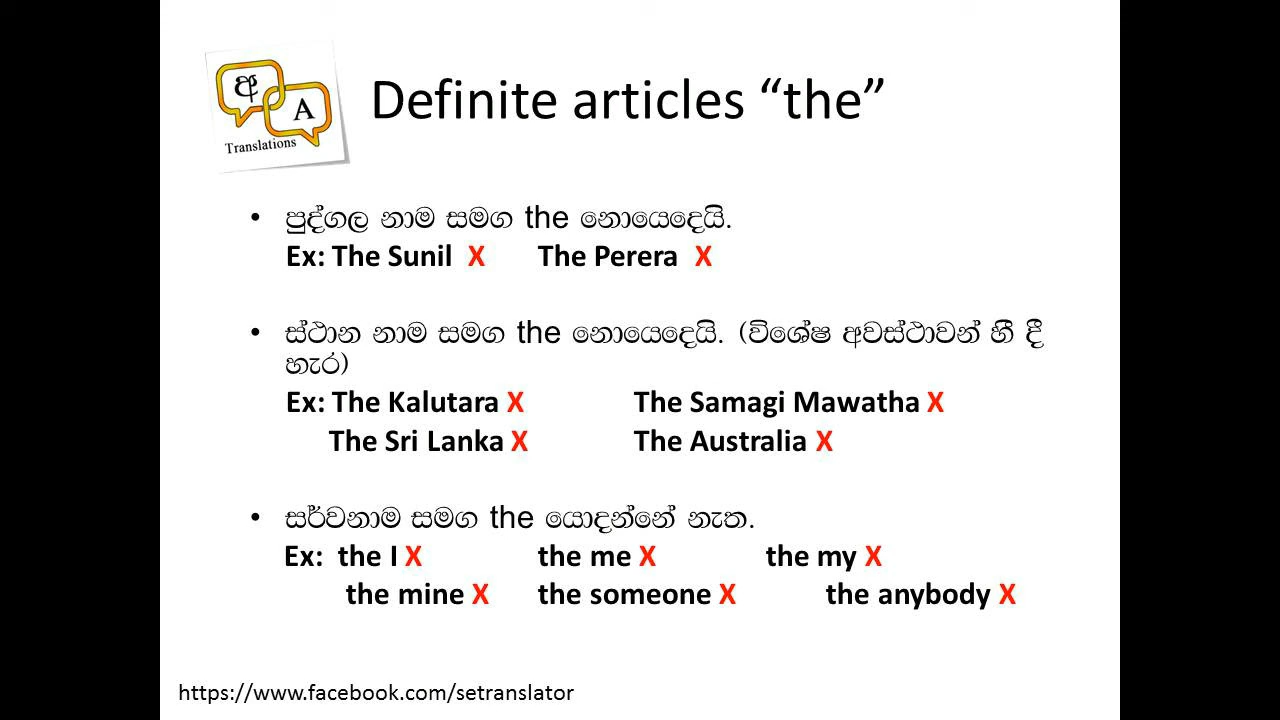 අ
A
Translations
Definite articles “the”
• පුද්ගල නාම සමග the නොයෙදෙයි.
Ex: The Sunil X The Perera X
• ස්ථාන නාම සමග the නොයෙදෙයි. (විශේෂ අවස්ථාවන් හී දී
හැර)
Ex: The Kalutara X The Samagi Mawatha X
The Sri Lanka X The Australia X
• සර්වනාම සමග the යොදන්නේ නැත.
Ex: the I X the me X the my X
the mine X the someone X the anybody X
https://www.facebook.com/setranslator